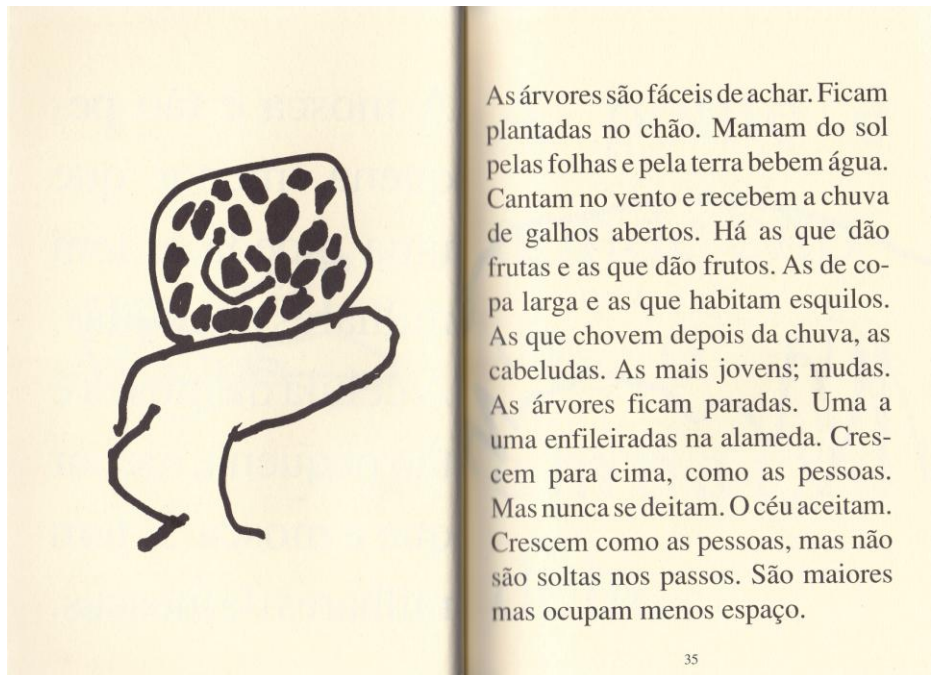 As árvores são fáceis de achar. Ficam
plantadas no chão. Mamam do sol
pelas folhas e pela terra bebem água.
Cantam no vento e recebem a chuva
de galhos abertos. Há as que dão
frutas e as que dão frutos. As de co-
pa larga e as que habitam esquilos.
As que chovem depois da chuva, as
cabeludas. As mais jovens; mudas.
As árvores ficam paradas. Uma a
uma enfileiradas na alameda. Cres-
cem para cima, como as pessoas.
Mas nunca se deitam. O céu aceitam.
Crescem como as pessoas, mas não
são soltas nos passos. São maiores
mas ocupam menos espaço.
35